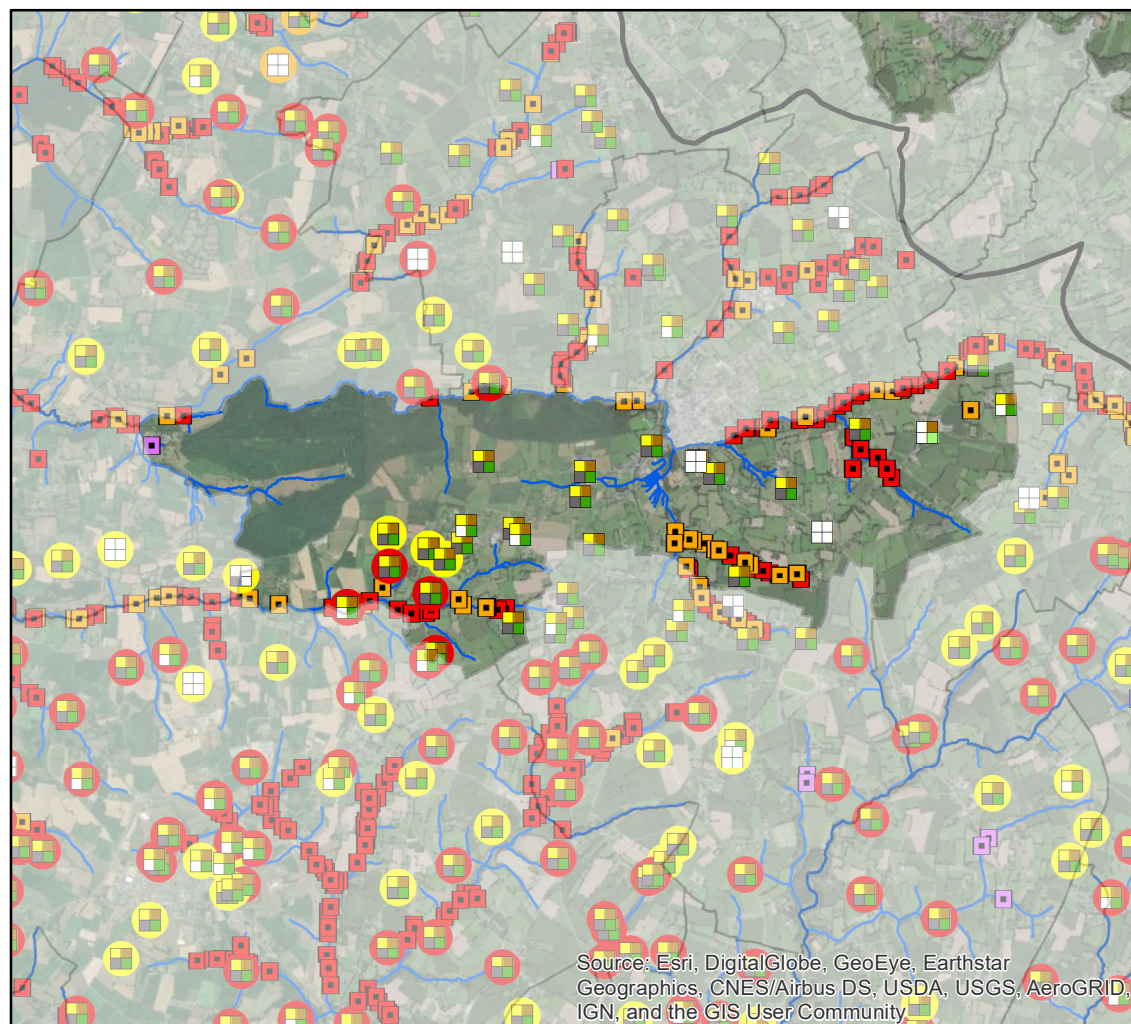 Source: Esri, DigitalGlobe, GeoEye, Earthstar
Geographics, CNES/Airbus DS, USDA, USGS, AeroGRID,
IGN, and the GIS User Community